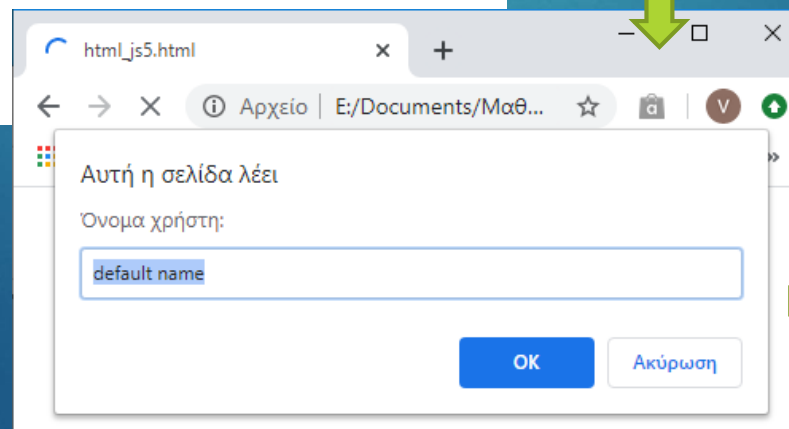 html_js5.html
Αρχείο | E:/Documents/Μαθ...
V
Αυτή η σελίδα λέει
Όνομα χρήστη:
default name
OK
Ακύρωση